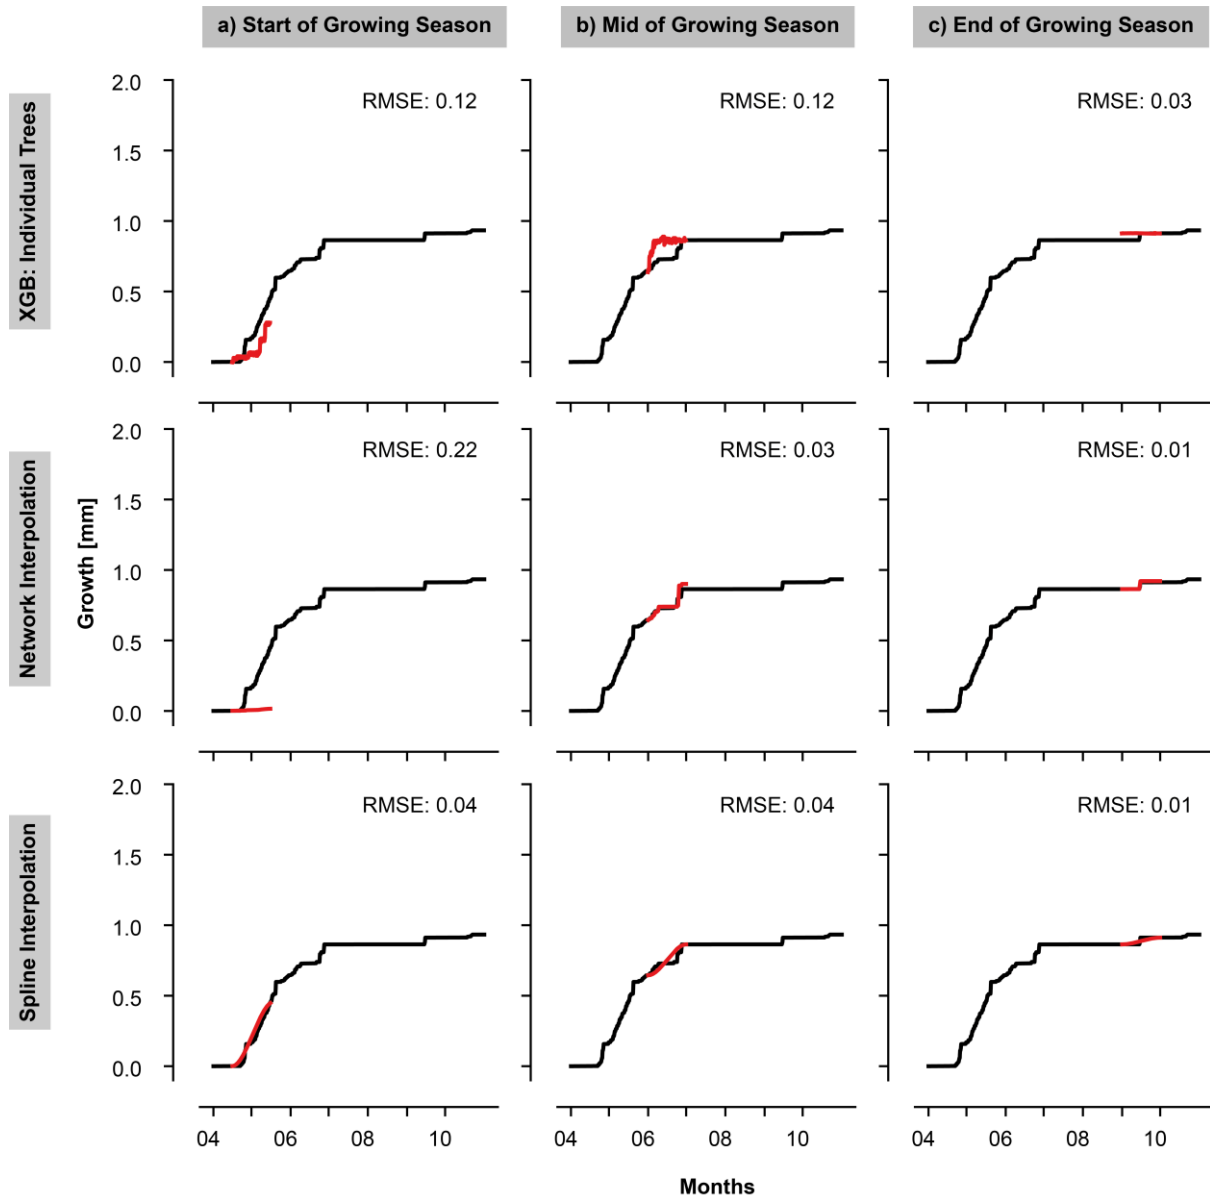 a) Start of Growing Season
b) Mid of Growing Season
c) End of Growing Season
XGB: Individual Trees
2.0
1.5
1.0
0.5
0.0
RMSE: 0.12
RMSE: 0.12
RMSE: 0.03
Network Interpolation
Growth [mm]
2.0
1.5
1.0
0.5
0.0
RMSE: 0.22
RMSE: 0.03
RMSE: 0.01
Spline Interpolation
2.0
1.5
1.0
0.5
0.0
RMSE: 0.04
RMSE: 0.04
RMSE: 0.01
04 06 08 10
04 06 08 10
04 06 08 10
Months